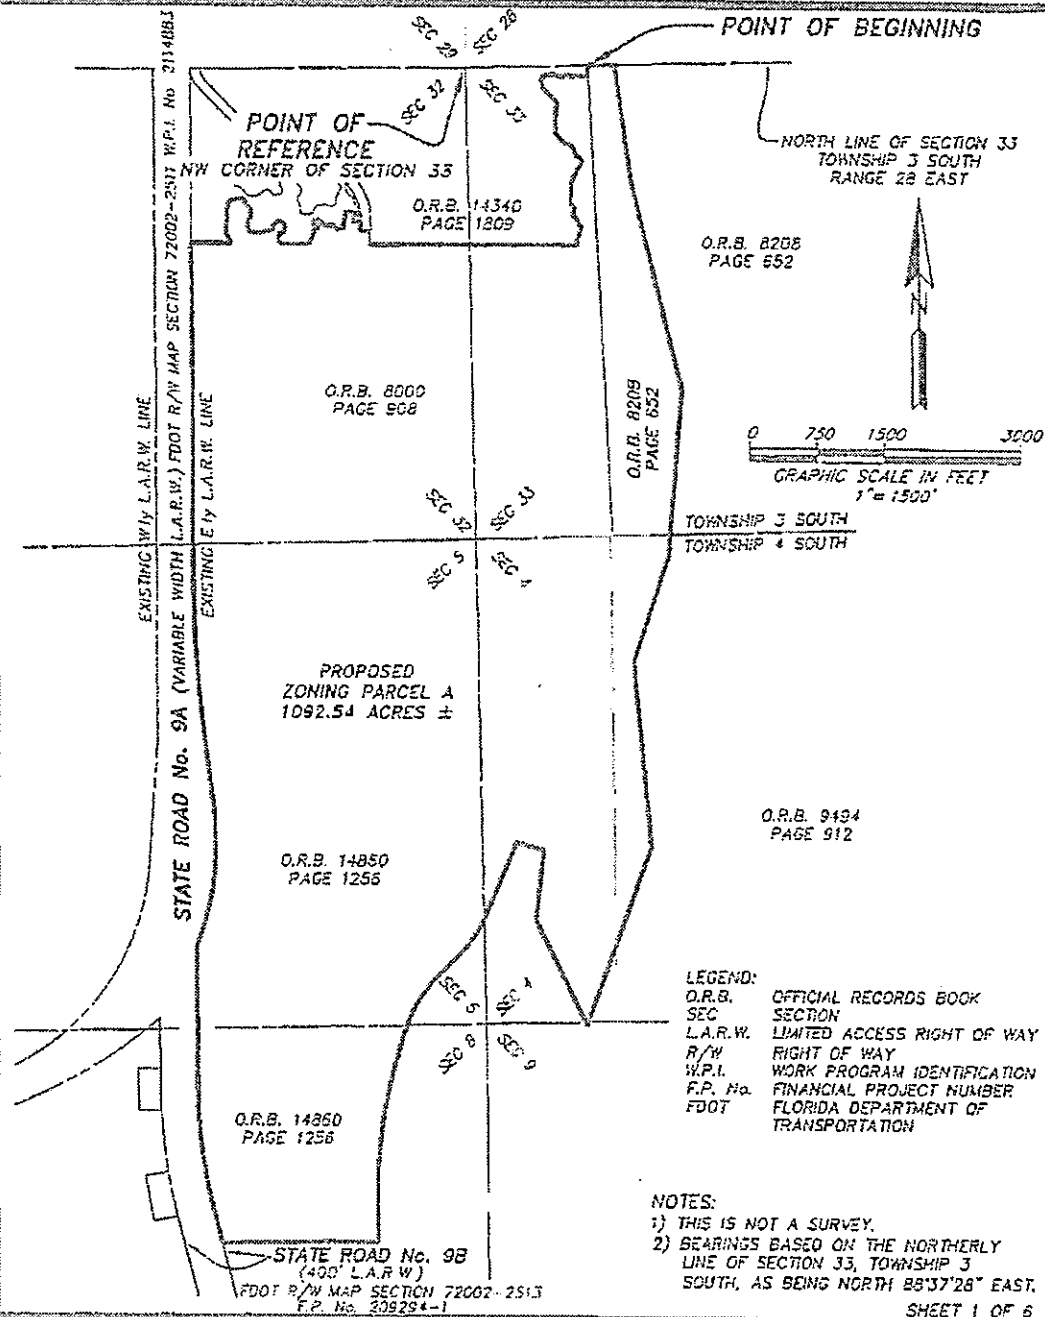 SEC 29
SEC 28
SEC 32
SEC 33
POINT OF BEGINNING
POINT OF
REFERENCE
NW CORNER OF SECTION 33
NORTH LINE OF SECTION 33
TOWNSHIP 3 SOUTH
RANGE 28 EAST
O.R.B. 14340
PAGE 1809
O.R.B. 8208
PAGE 652
N
O.R.B. 8000
PAGE 908
O.R.B. 8209
PAGE 652
0 750 1500 3000
GRAPHIC SCALE IN FEET
1"= 1500'
EXISTING W'ly L.A.R.W. LINE
STATE ROAD No. 9A (VARIABLE WIDTH L.A.R.W.) FDOT R/W MAP SECTION 72002-2511 W.P.I. No 2114883
EXISTING E'ly L.A.R.W. LINE
SEC 32
SEC 33
SEC 5
SEC 4
TOWNSHIP 3 SOUTH
TOWNSHIP 4 SOUTH
PROPOSED
ZONING PARCEL A
1092.54 ACRES ±
O.R.B. 9494
PAGE 912
O.R.B. 14850
PAGE 1256
SEC 5
SEC 4
SEC 8
SEC 9
O.R.B. 14860
PAGE 1256
LEGEND:
O.R.B. OFFICIAL RECORDS BOOK
SEC SECTION
L.A.R.W. LIMITED ACCESS RIGHT OF WAY
R/W RIGHT OF WAY
W.P.I. WORK PROGRAM IDENTIFICATION
F.P. No. FINANCIAL PROJECT NUMBER
FDOT FLORIDA DEPARTMENT OF
TRANSPORTATION
NOTES:
1) THIS IS NOT A SURVEY.
2) BEARINGS BASED ON THE NORTHERLY
LINE OF SECTION 33, TOWNSHIP 3
SOUTH, AS BEING NORTH 88°37'28" EAST.
STATE ROAD No. 9B
(400' L.A.R W)
FDOT R/W MAP SECTION 72002-2513
F.P. No. 209294-1
SHEET 1 OF 6